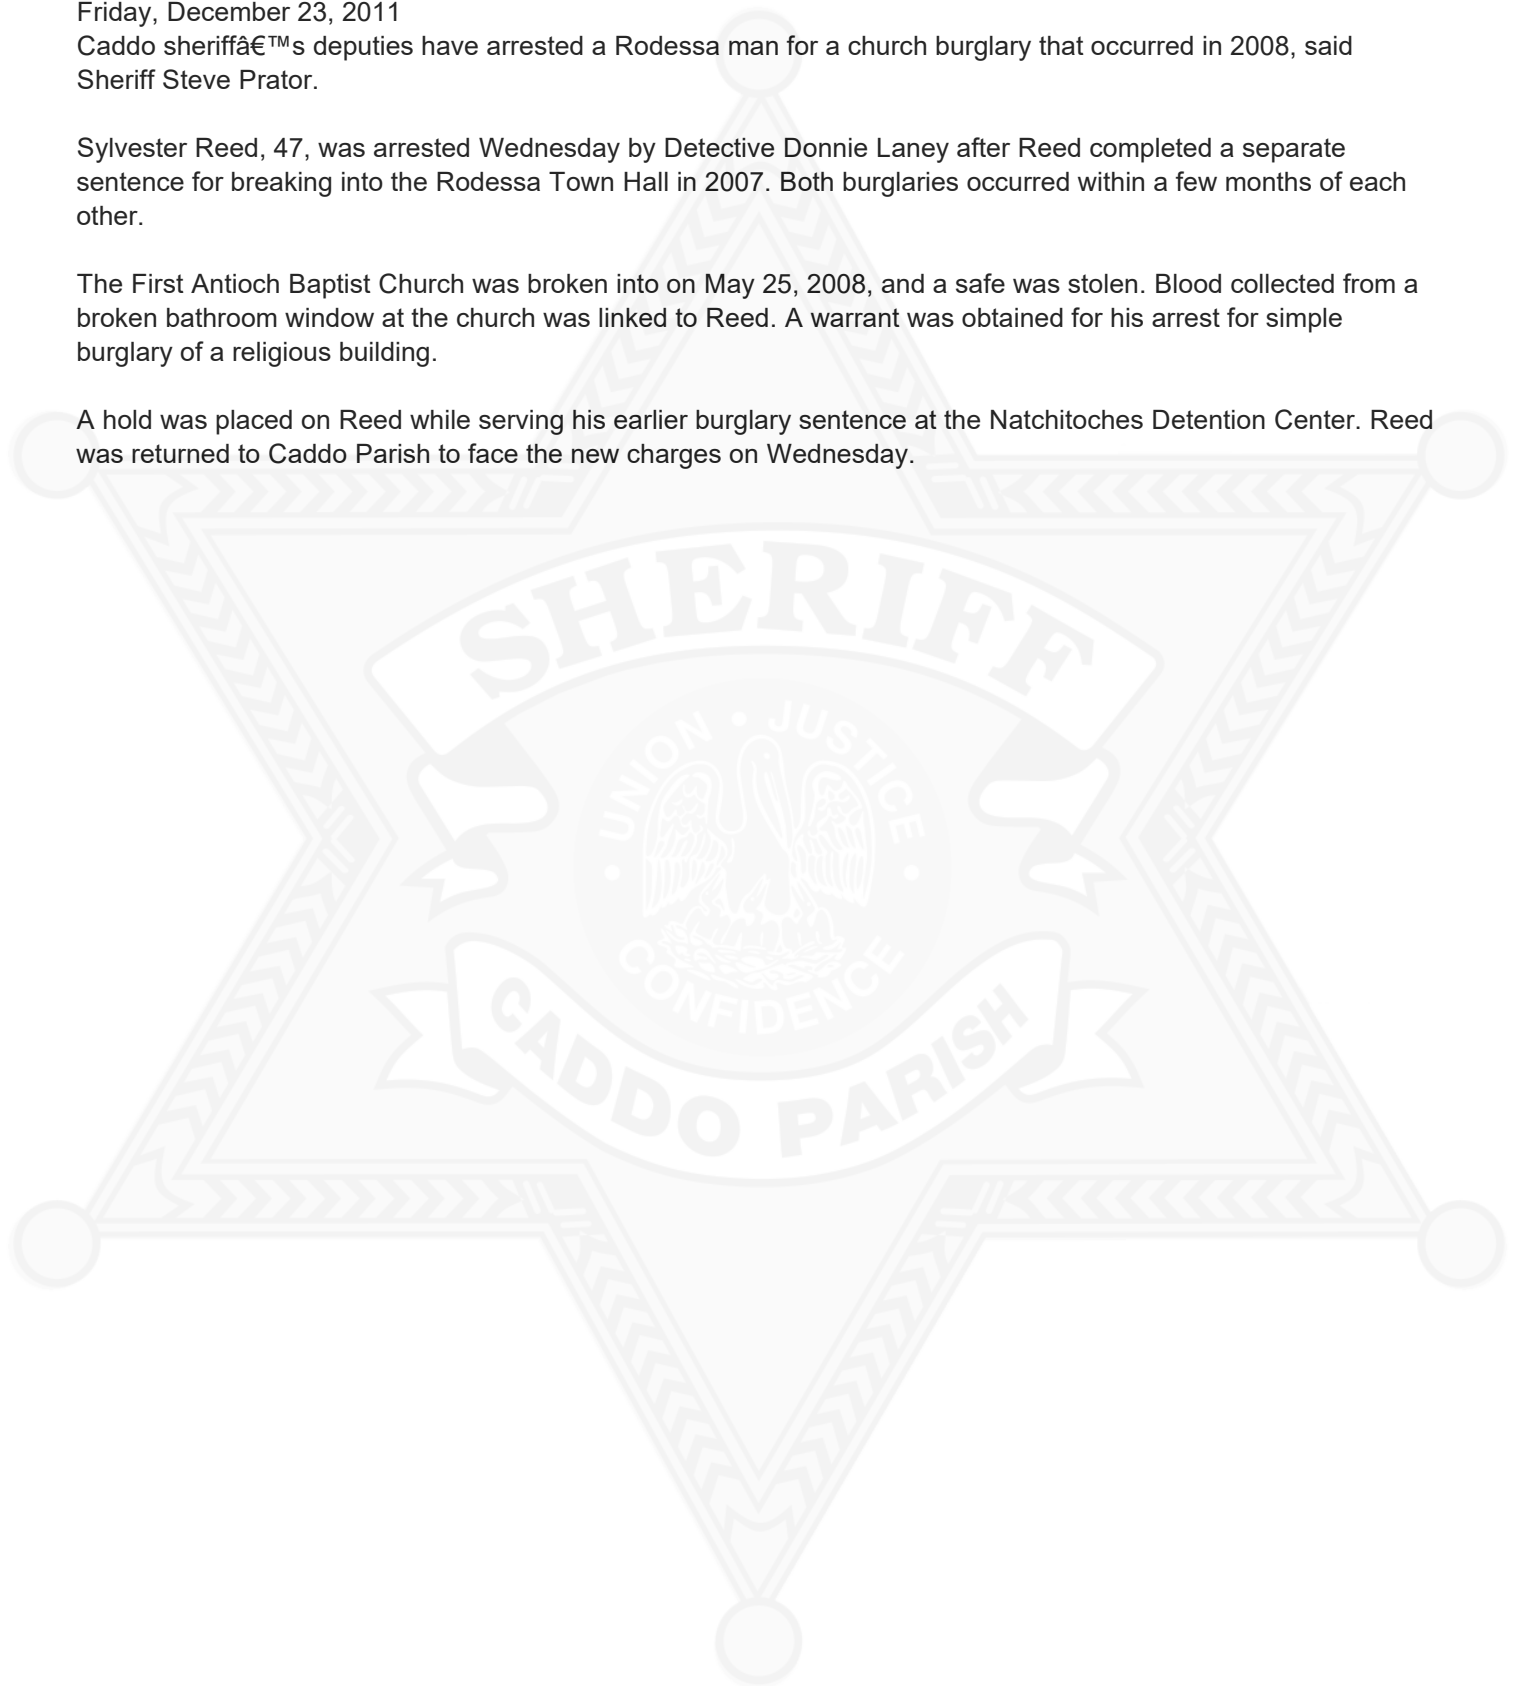 Friday, December 23, 2011
Caddo sheriffâ€™s deputies have arrested a Rodessa man for a church burglary that occurred in 2008, said
Sheriff Steve Prator.
Sylvester Reed, 47, was arrested Wednesday by Detective Donnie Laney after Reed completed a separate
sentence for breaking into the Rodessa Town Hall in 2007. Both burglaries occurred within a few months of each
other.
The First Antioch Baptist Church was broken into on May 25, 2008, and a safe was stolen. Blood collected from a
broken bathroom window at the church was linked to Reed. A warrant was obtained for his arrest for simple
burglary of a religious building.
A hold was placed on Reed while serving his earlier burglary sentence at the Natchitoches Detention Center. Reed
was returned to Caddo Parish to face the new charges on Wednesday.
SHERIFF
UNION • JUSTICE
• CONFIDENCE •
CADDO PARISH